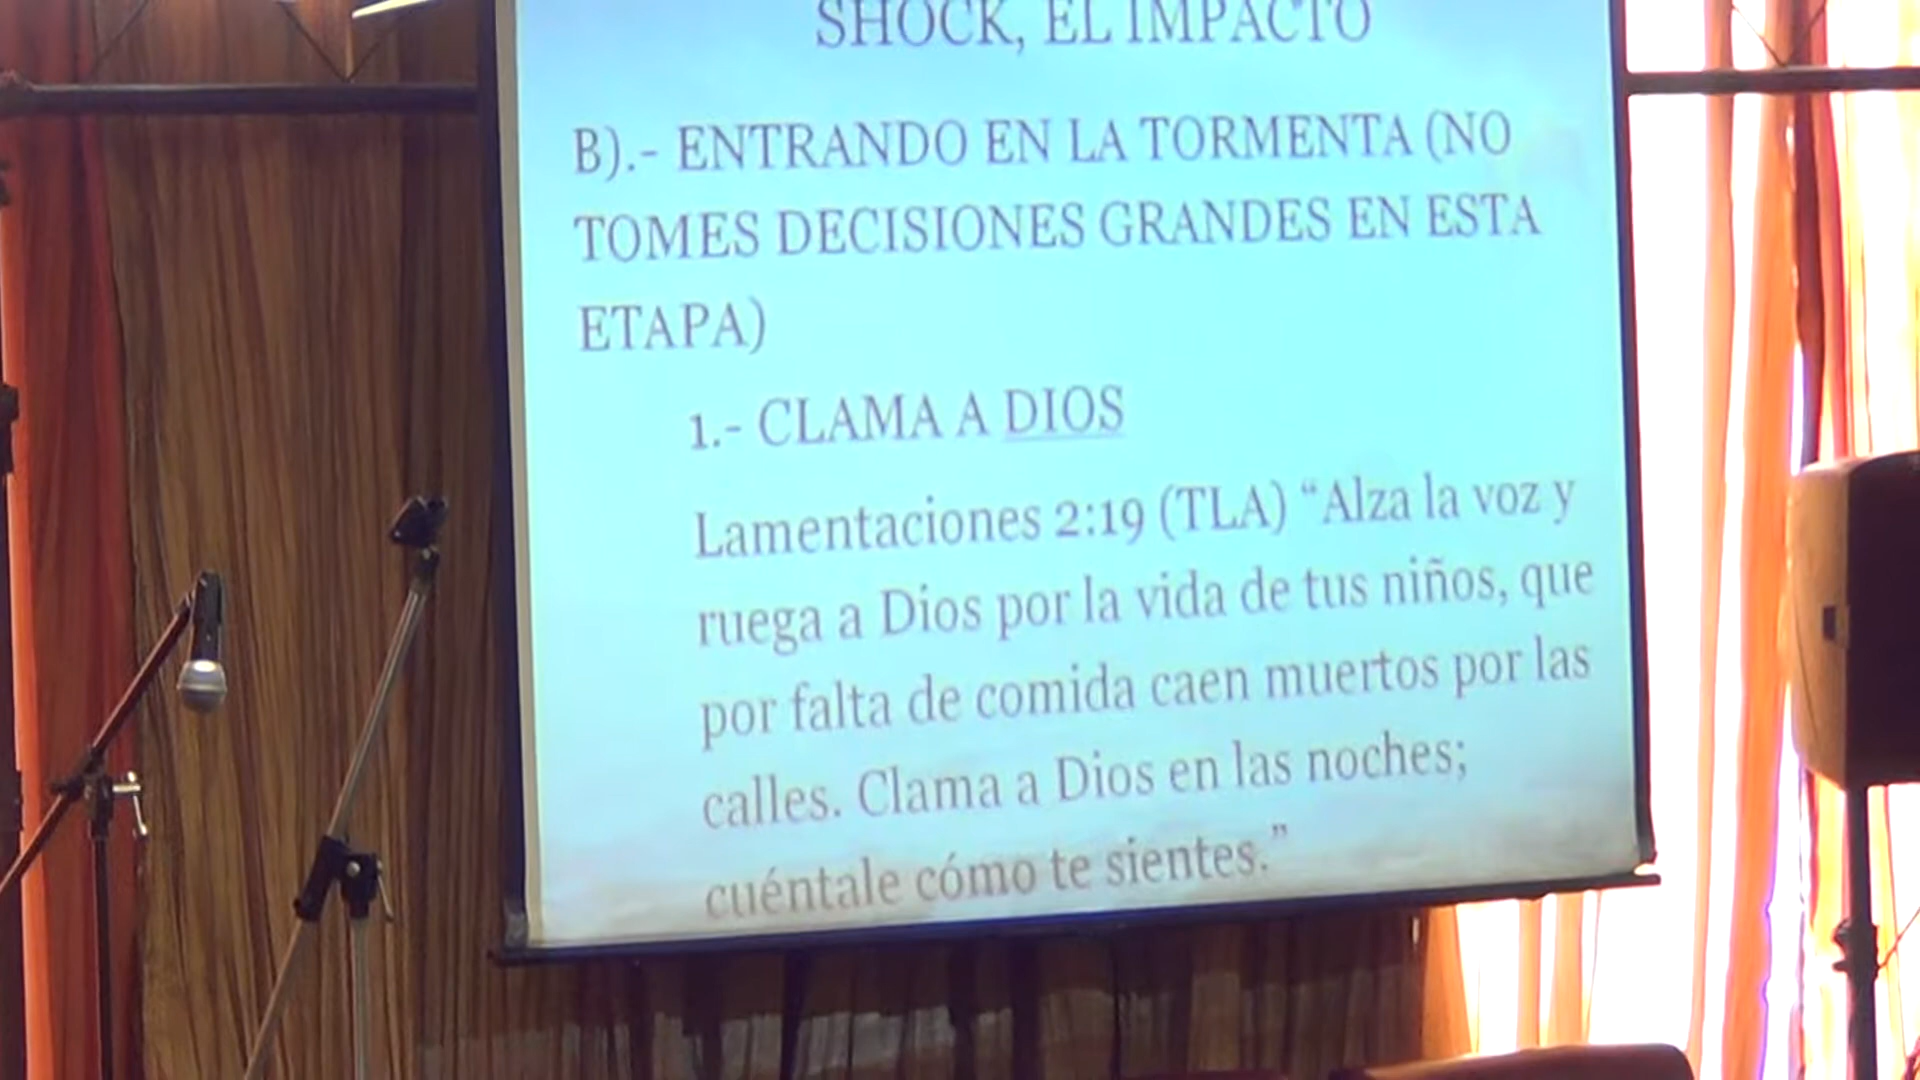 SHOCK, EL IMPACTO
B).- ENTRANDO EN LA TORMENTA (NO
TOMES DECISIONES GRANDES EN ESTA
ETAPA)
1.- CLAMA A DIOS
Lamentaciones 2:19 (TLA) “Alza la voz y
ruega a Dios por la vida de tus niños, que
por falta de comida caen muertos por las
calles. Clama a Dios en las noches;
cuéntale cómo te sientes.”